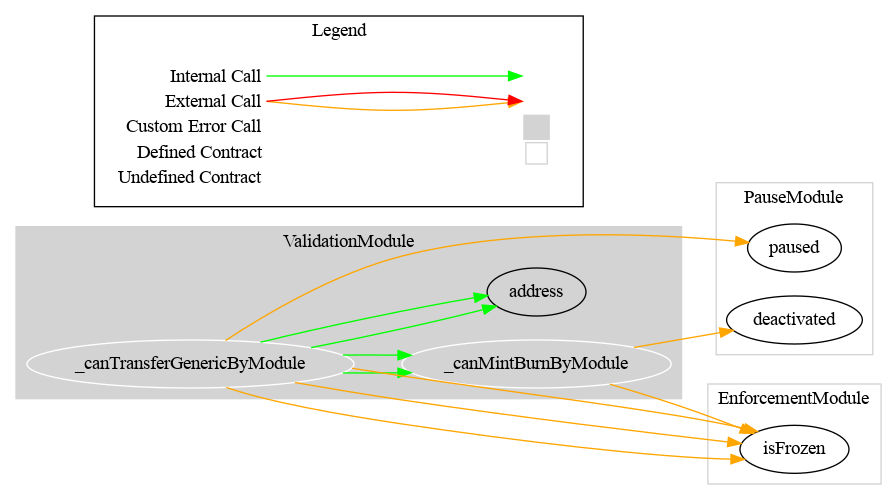 Legend
Internal Call
External Call
Custom Error Call
Defined Contract
Undefined Contract
ValidationModule
address
_canTransferGenericByModule
_canMintBurnByModule
PauseModule
paused
deactivated
EnforcementModule
isFrozen